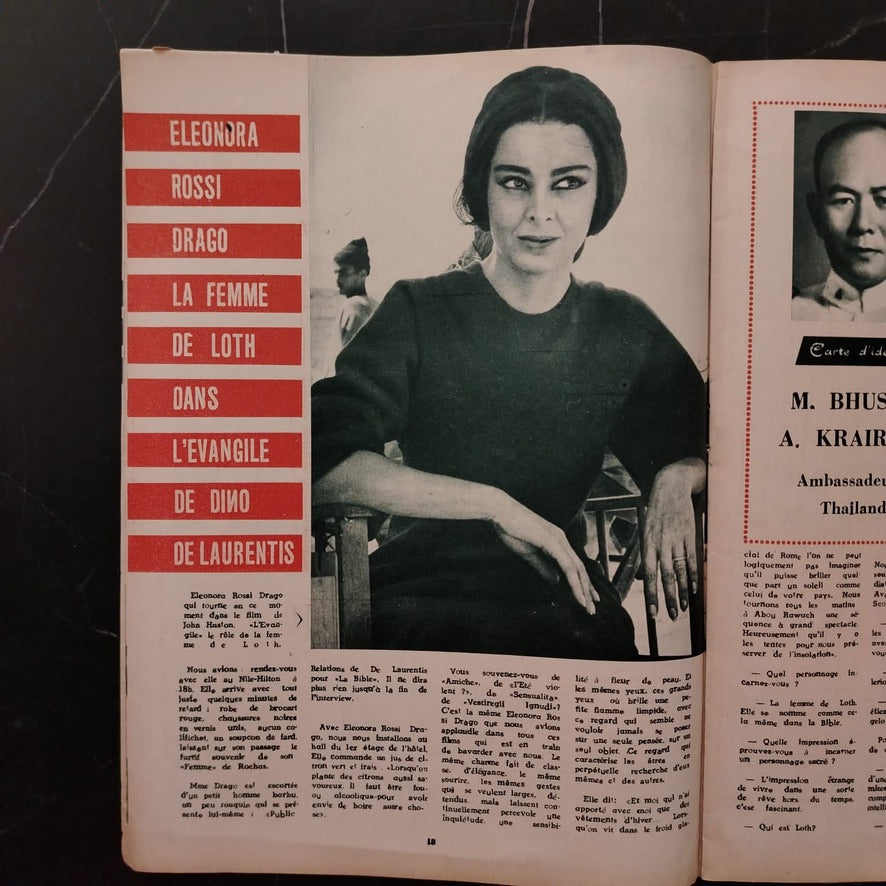 ELEONORA
ROSSI
DRAGO
LA FEMME
DE LOTH
DANS
L'EVANGILE
DE DINO
DE LAURENTIS
Eleonora Rossi Drago
qui tourne en ce mo-
ment dans le film de
John Huston, «L'Evan-
gile» le rôle de la fem-
me de Loth.
Nous avions rendez-vous
avec elle au Nile-Hilton à
18h. Elle arrive avec tout
juste quelques minutes de
retard : robe de brocart
rouge, chaussures noires
en vernis unis, aucun co-
lifichet, un soupçon de fard,
laissant sur son passage le
furtif souvenir de son
«Femme» de Rochas.
Mme Drago est escortée
d'un petit homme barbu,
un peu rouquin qui se pré-
sente lui-même : «Public
Relations de De Laurentis
pour «La Bible». Il ne dira
plus rien jusqu'à la fin de
l'interview.
Avec Eleonora Rossi Dra-
go, nous nous installons au
hall du 1er étage de l'hôtel.
Elle commande un jus de ci-
tron vert et frais : «Lorsqu'on
plante des citrons aussi sa-
voureux, il faut être fou-
ou alcoolique-pour avoir
envie de boire autre cho-
se».
Vous souvenez-vous de
«Amiche», de «l'Eté vio-
lent ?», de «Sensualita»
de «Vestiregli Ignudi»?
C'est la même Eleonora Ros
si Drago que nous avions
applaudie dans tous ces
films qui est en train
de bavarder avec nous. Le
même charme fait de clas-
se, d'élégance, le même
sourire, les mêmes gestes
qui se veulent larges, dé-
tendus, mais laissent con-
tinuellement percevoir une
inquiétude, une sensibi-
lité à fleur de peau. Et
les mêmes yeux, ces grands
yeux où brille une pe-
tite flamme limpide, avec
ce regard qui semble ne
vouloir jamais se poser
sur une seule pensée, sur un
seul objet. Ce regard qui
caractérise les êtres en
perpétuelle recherche d'eux
mêmes et des autres.
Elle dit: «Et moi qui n'ai
apporté avec moi que des
vêtements d'hiver... Lors-
qu'on vit dans le froid gla-
18
Carte d'ide
M. BHUS
A. KRAIR
Ambassadeu
Thailand
cial de Rome l'on ne peut
logiquement pas imaginer
qu'il puisse briller quel-
que part un soleil comme
celui de votre pays. Nous
tournons tous les matins
à Abou Rawach une sé-
quence à grand spectacle.
Heureusement qu'il y a
les tentes pour nous pré-
server de l'insolation».
— Quel personnage in-
carnez-vous ?
— La femme de Loth.
Elle se nomme comme ce-
la même dans la Bible.
— Quelle impression é-
prouvez-vous à incarner
un personnage sacré ?
— L'impression étrange
de vivre dans une sorte
de rêve hors du temps.
c'est fascinant.
— Qui est Loth?